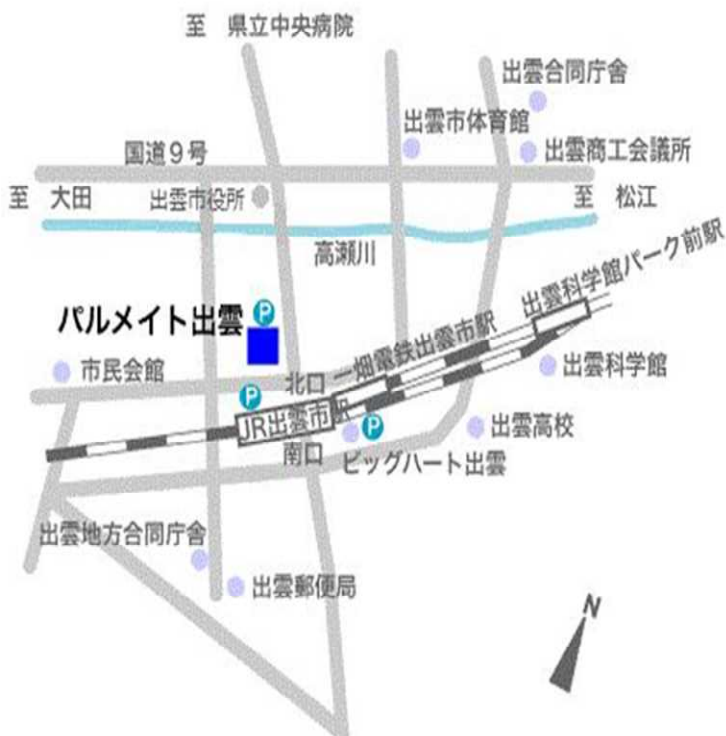 至 県立中央病院
出雲合同庁舎
出雲市体育館
国道9号
出雲商工会議所
至 大田
出雲市役所
至 松江
高瀬川
出雲科学館パーク前駅
P
パルメイト出雲
一畑電鉄出雲市駅
市民会館
出雲科学館
北口
P
JR出雲市駅
P
出雲高校
南口
ビッグハート出雲
出雲地方合同庁舎
出雲郵便局
N